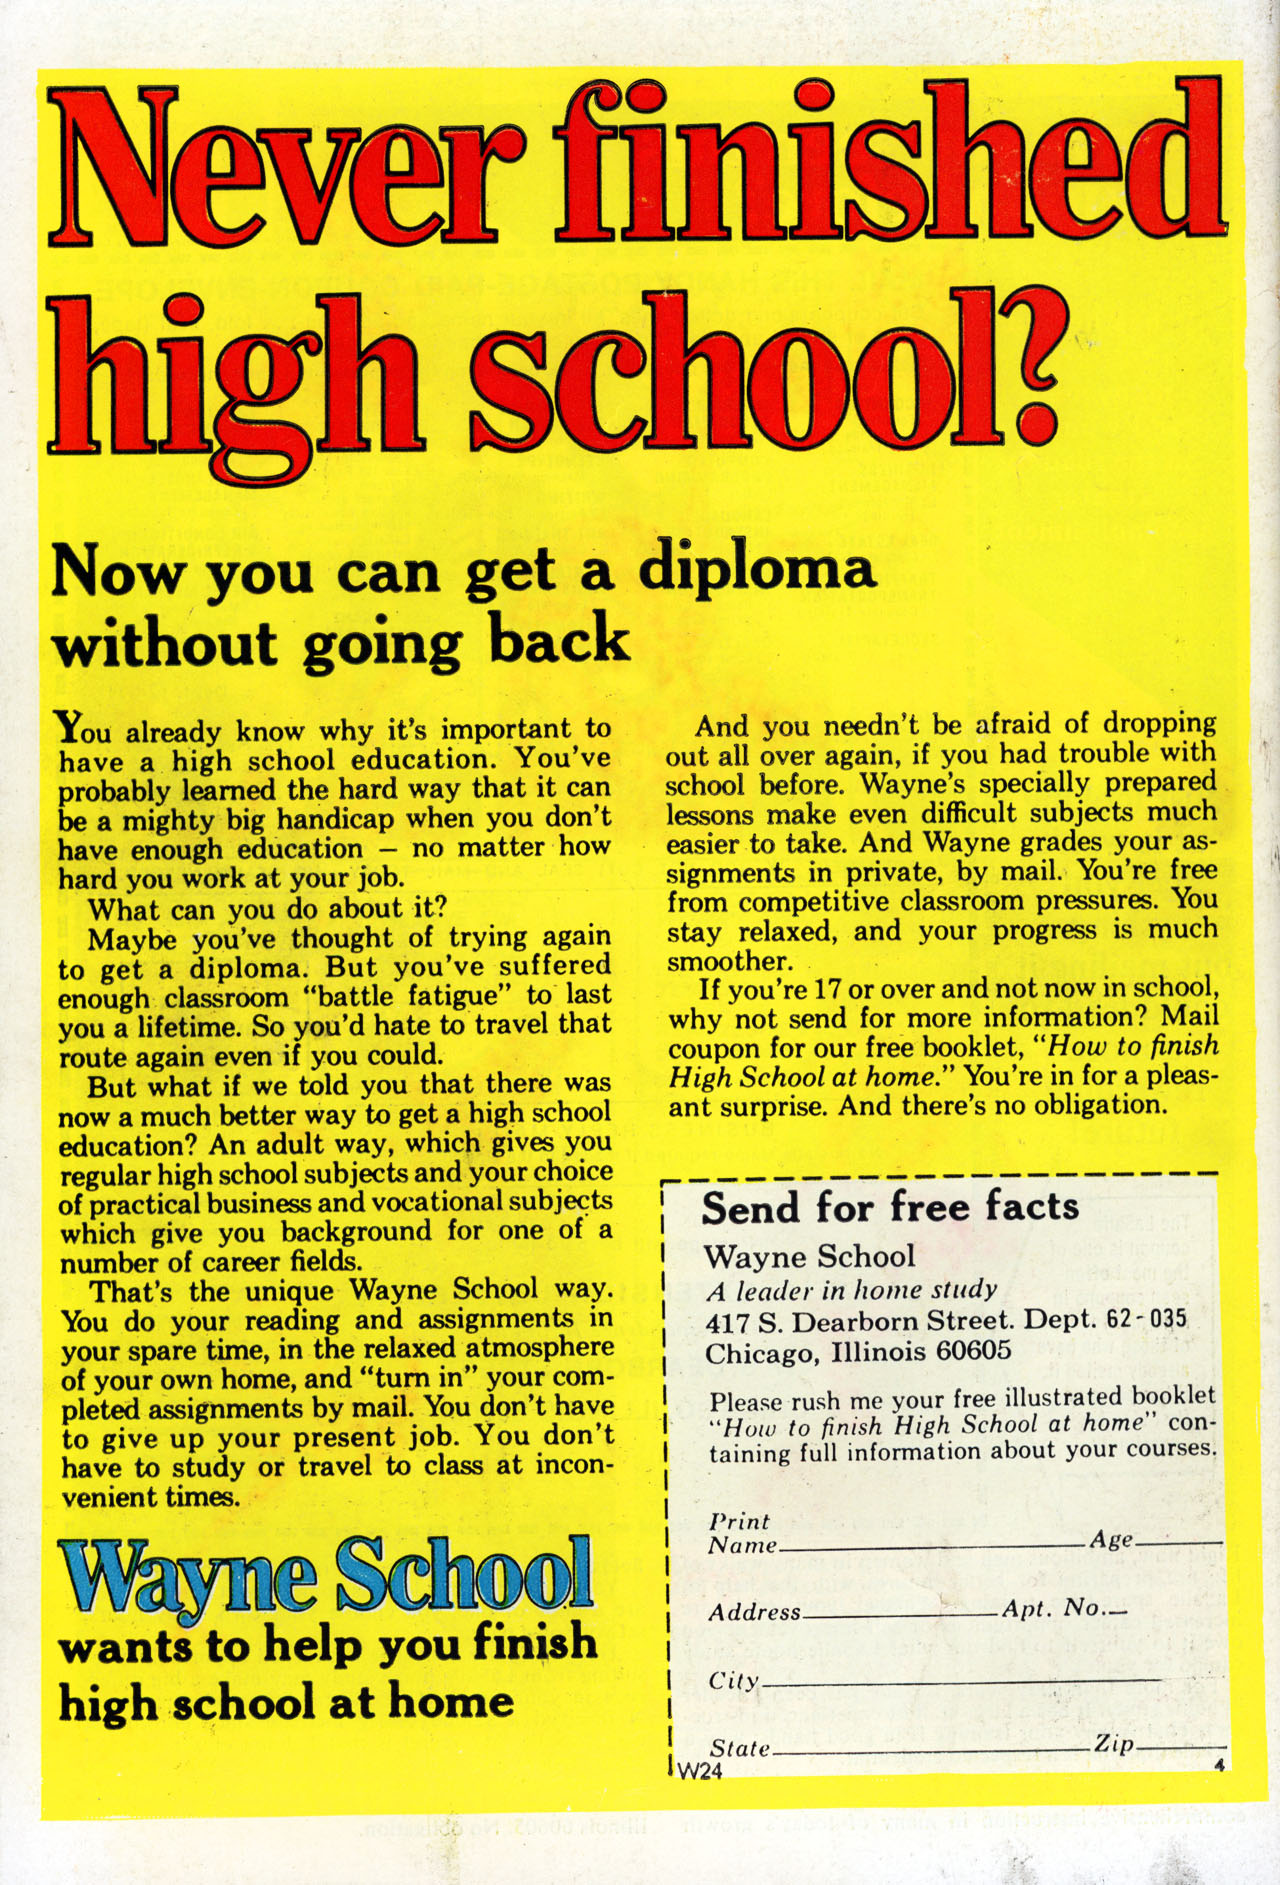 Never finished
high school?
Now you can get a diploma
without going back
You already know why it's important to
have a high school education. You've
probably learned the hard way that it can
be a mighty big handicap when you don't
have enough education — no matter how
hard you work at your job.
What can you do about it?
Maybe you've thought of trying again
to get a diploma. But you've suffered
enough classroom "battle fatigue" to last
you a lifetime. So you'd hate to travel that
route again even if you could.
But what if we told you that there was
now a much better way to get a high school
education? An adult way, which gives you
regular high school subjects and your choice
of practical business and vocational subjects
which give you background for one of a
number of career fields.
That's the unique Wayne School way.
You do your reading and assignments in
your spare time, in the relaxed atmosphere
of your own home, and "turn in" your com-
pleted assignments by mail. You don't have
to give up your present job. You don't
have to study or travel to class at incon-
venient times.
Wayne School
wants to help you finish
high school at home
And you needn't be afraid of dropping
out all over again, if you had trouble with
school before. Wayne's specially prepared
lessons make even difficult subjects much
easier to take. And Wayne grades your as-
signments in private, by mail. You're free
from competitive classroom pressures. You
stay relaxed, and your progress is much
smoother.
If you're 17 or over and not now in school,
why not send for more information? Mail
coupon for our free booklet, "How to finish
High School at home." You're in for a pleas-
ant surprise. And there's no obligation.
Send for free facts
Wayne School
A leader in home study
417 S. Dearborn Street. Dept. 62-035
Chicago, Illinois 60605
Please rush me your free illustrated booklet
"How to finish High School at home" con-
taining full information about your courses.
Print
Name Age
Address Apt. No.
City
State Zip
W24 4